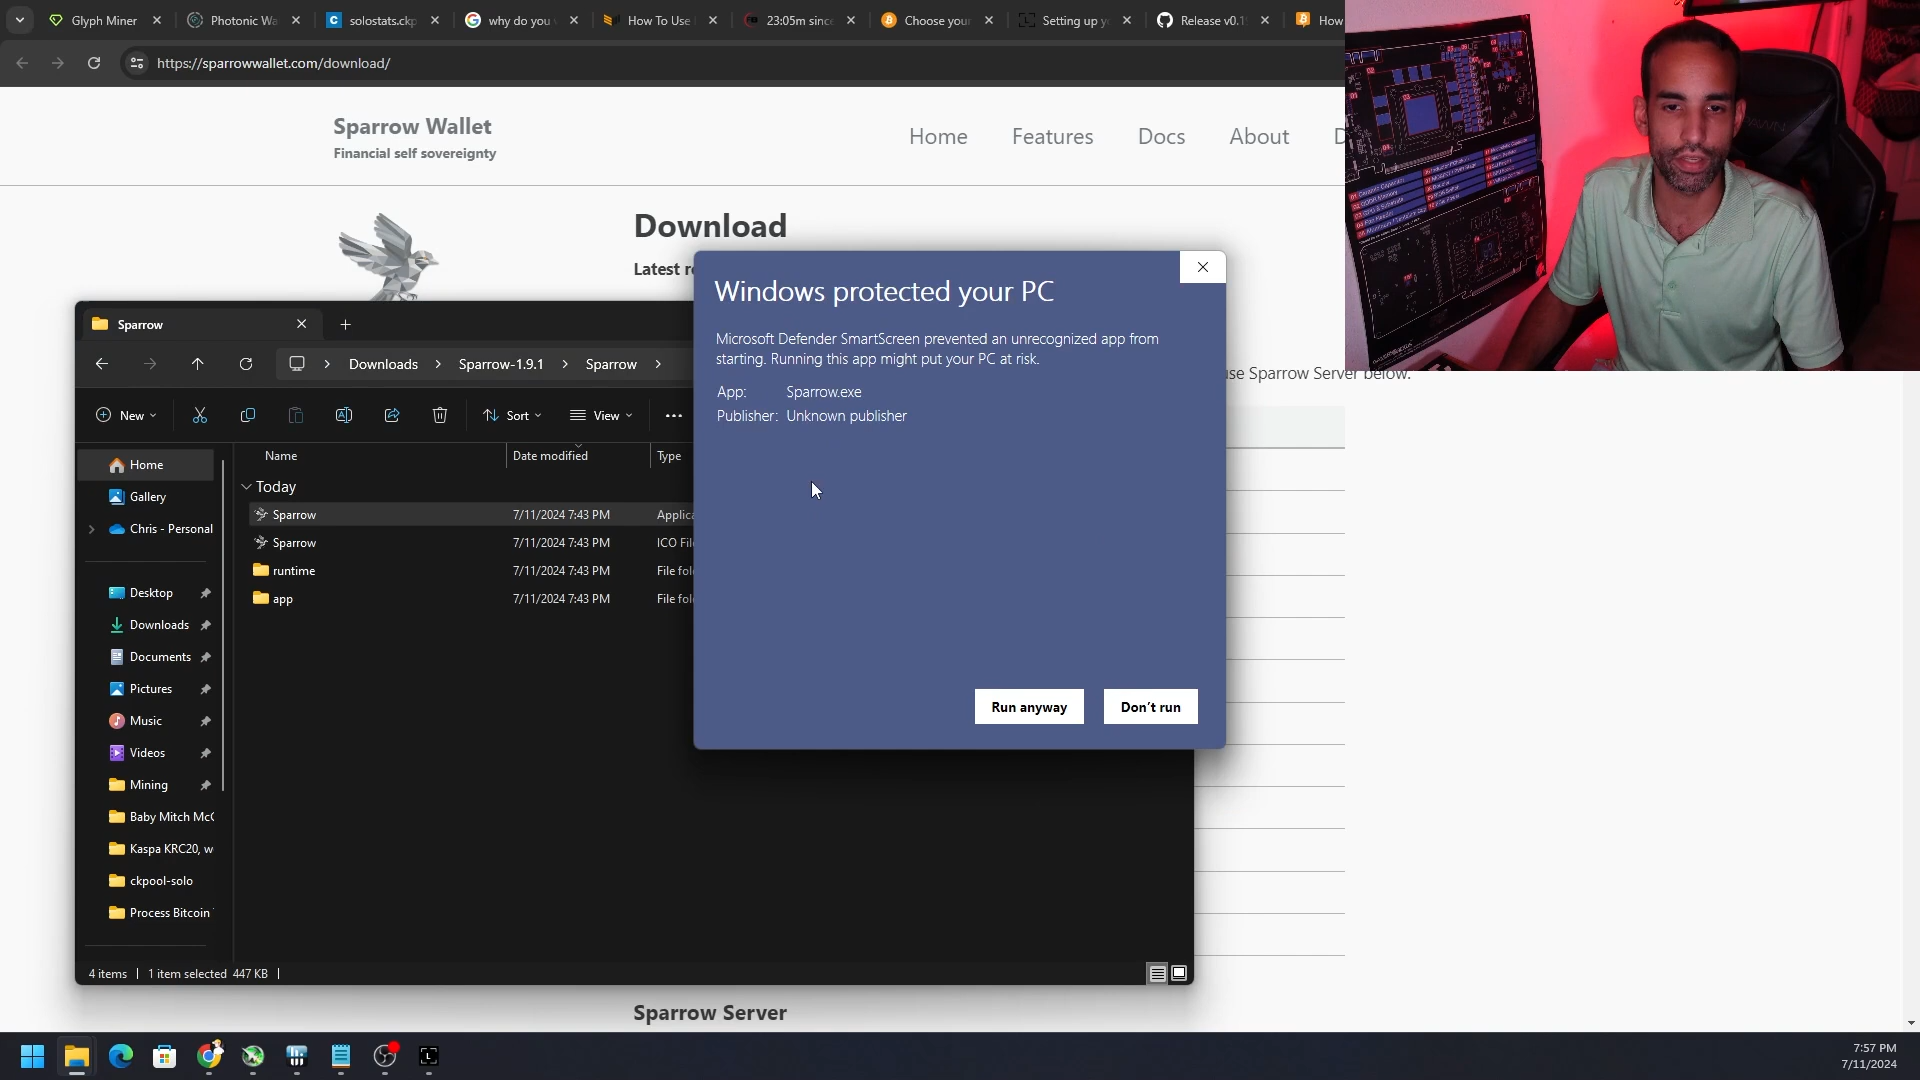 Glyph Miner
Photonic Wa
solostats.ckp
why do you
How To Use
23:05m since
Choose your
Setting up y
Release v0.1
How
https://sparrowwallet.com/download/
Sparrow Wallet
Financial self sovereignty
Home
Features
Docs
About
D
Download
Latest r
use Sparrow Server below.
Windows protected your PC
Microsoft Defender SmartScreen prevented an unrecognized app from
starting. Running this app might put your PC at risk.
App: Sparrow.exe
Publisher: Unknown publisher
Run anyway
Don't run
Sparrow
Downloads > Sparrow-1.9.1 > Sparrow >
New
Sort
View
Name
Date modified
Type
Today
Sparrow 7/11/2024 7:43 PM Applica
Sparrow 7/11/2024 7:43 PM ICO Fil
runtime 7/11/2024 7:43 PM File fol
app 7/11/2024 7:43 PM File fol
Home
Gallery
Chris - Personal
Desktop
Downloads
Documents
Pictures
Music
Videos
Mining
Baby Mitch McC
Kaspa KRC20, w
ckpool-solo
Process Bitcoin
4 items | 1 item selected 447 KB |
Sparrow Server
7:57 PM
7/11/2024